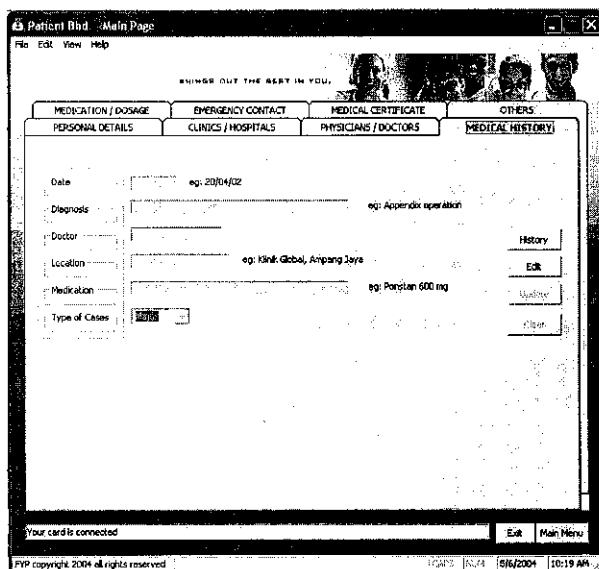 Patient Bhd. - Main Page
File Edit View Help
BRINGS OUT THE BEST IN YOU.
MEDICATION / DOSAGE EMERGENCY CONTACT MEDICAL CERTIFICATE OTHERS
PERSONAL DETAILS CLINICS / HOSPITALS PHYSICIANS / DOCTORS MEDICAL HISTORY
Date eg: 20/04/02
Diagnosis eg: Appendix operation
Doctor
History
Location eg: Klinik Global, Ampang Jaya
Edit
Medication eg: Ponstan 600 mg
Update
Type of Cases
Clear
Your card is connected Exit Main Menu
FYP copyright 2004 all rights reserved CAPS NUM 8/6/2004 10:19 AM